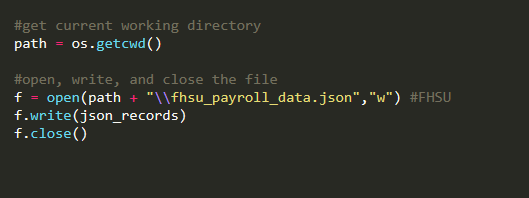 #get current working directory
path = os.getcwd()
#open, write, and close the file
f = open(path + "\\fhsu_payroll_data.json","w") #FHSU
f.write(json_records)
f.close()